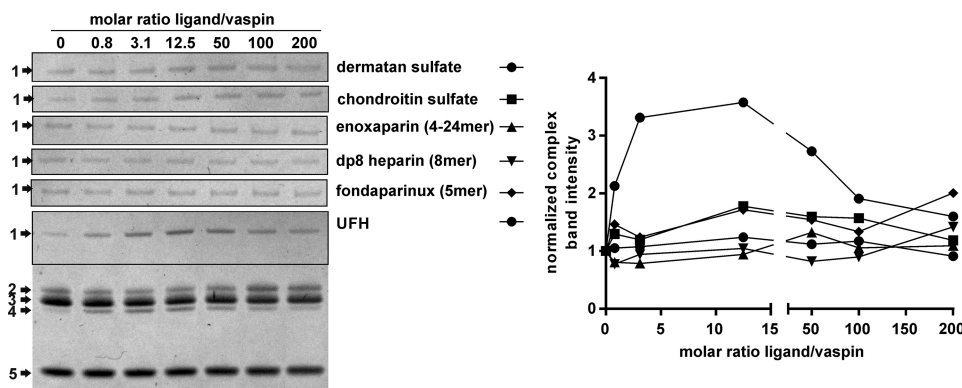 molar ratio ligand/vaspin
0 0.8 3.1 12.5 50 100 200
1 dermatan sulfate
1 chondroitin sulfate
1 enoxaparin (4-24mer)
1 dp8 heparin (8mer)
1 fondaparinux (5mer)
UFH
1
2
3
4
5
normalized complex
band intensity
4
3
2
1
0
0 5 10 15 50 100 150 200
molar ratio ligand/vaspin